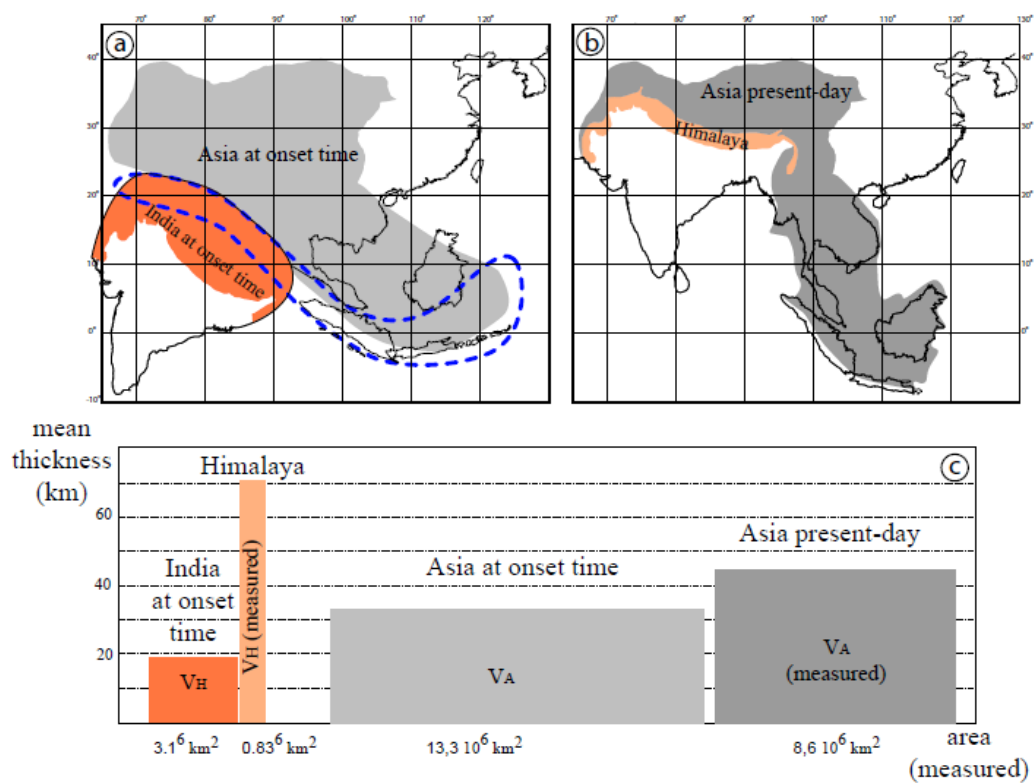 70° 80° 90° 100° 110° 120°
a
40°
30°
20°
10°
0°
-10°
Asia at onset time
India at onset time
70° 80° 90° 100° 110° 120° 130°
b
40°
30°
20°
10°
0°
-10°
Asia present-day
Himalaya
mean
thickness
(km)
60
40
20
c
Himalaya
VH (measured)
India
at onset
time
VH
Asia at onset time
VA
Asia present-day
VA
(measured)
3.1⁶ km²
0.83⁶ km²
13,3 10⁶ km²
8,6 10⁶ km²
area
(measured)